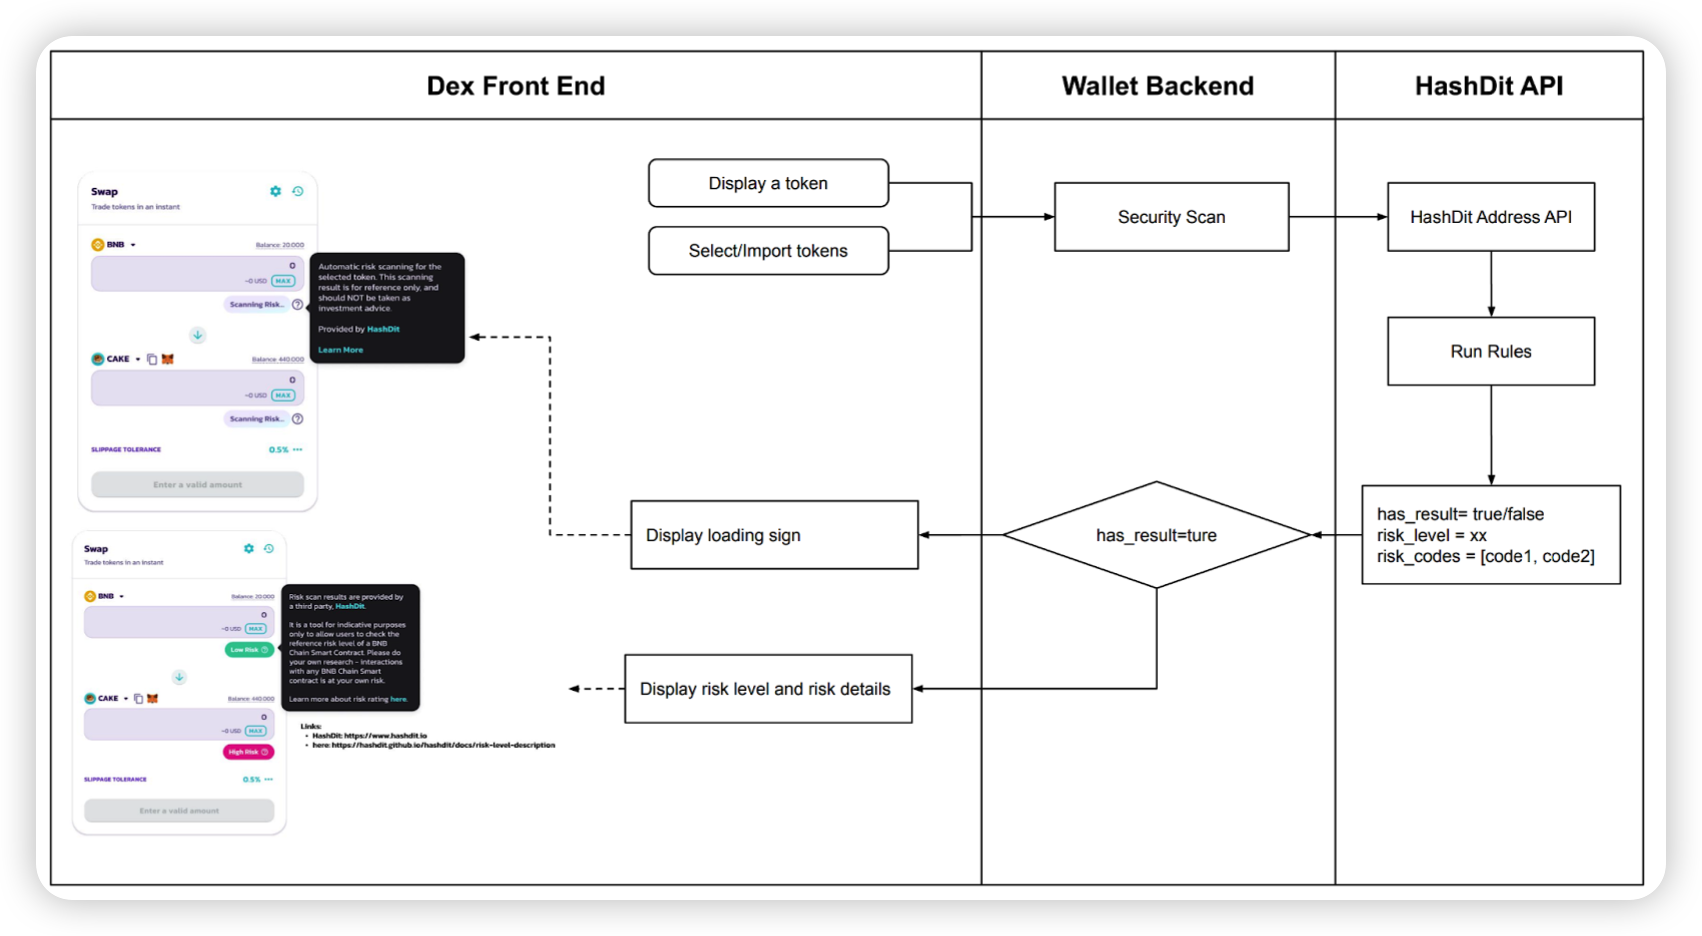 Dex Front End
Wallet Backend
HashDit API
Swap
Trade tokens in an instant
BNB
Balance: 20.000
0
~0 USD
MAX
Scanning Risk...
?
Automatic risk scanning for the
selected token. This scanning
result is for reference only, and
should NOT be taken as
investment advice.
Provided by HashDit
Learn More
CAKE
Balance: 440.000
0
~0 USD
MAX
Scanning Risk...
?
SLIPPAGE TOLERANCE
0.5%
Enter a valid amount
Swap
Trade tokens in an instant
BNB
Balance: 20.000
0
~0 USD
MAX
Low Risk ?
Risk scan results are provided by
a third party, HashDit.
It is a tool for indicative purposes
only to allow users to check the
reference risk level of a BNB
Chain Smart Contract. Please do
your own research - interactions
with any BNB Chain Smart
contract is at your own risk.
Learn more about risk rating here.
CAKE
Balance: 440.000
0
~0 USD
MAX
High Risk ?
SLIPPAGE TOLERANCE
0.5%
Enter a valid amount
Links:
• HashDit: https://www.hashdit.io
• here: https://hashdit.github.io/hashdit/docs/risk-level-description
Display a token
Select/Import tokens
Display loading sign
Display risk level and risk details
Security Scan
has_result=ture
HashDit Address API
Run Rules
has_result= true/false
risk_level = xx
risk_codes = [code1, code2]